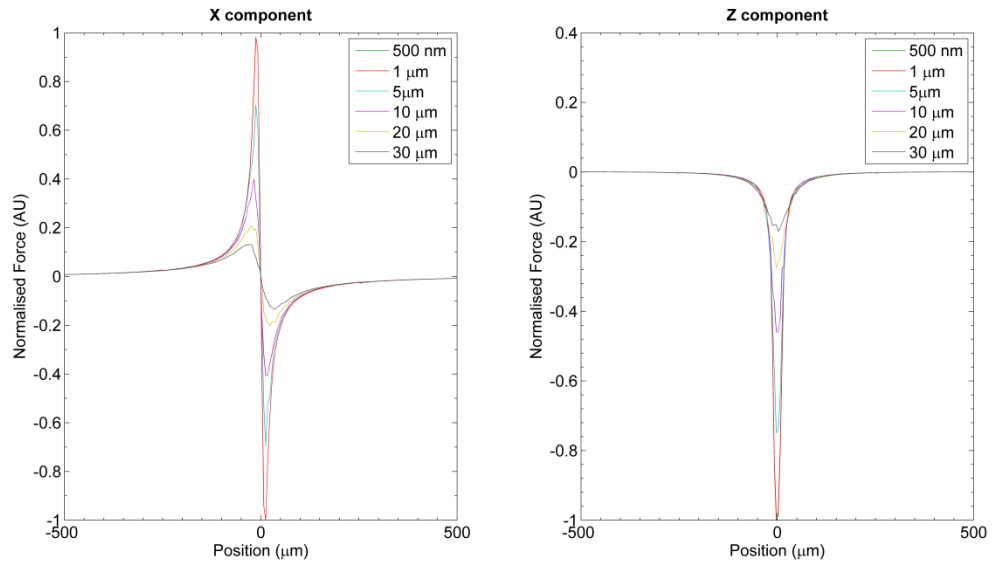 X component
1
0.8
0.6
0.4
0.2
0
-0.2
-0.4
-0.6
-0.8
-1
-500
0
500
Normalised Force (AU)
Position (μm)
500 nm
1 μm
5μm
10 μm
20 μm
30 μm
Z component
0.4
0.2
0
-0.2
-0.4
-0.6
-0.8
-1
-500
0
500
Normalised Force (AU)
Position (μm)
500 nm
1 μm
5μm
10 μm
20 μm
30 μm